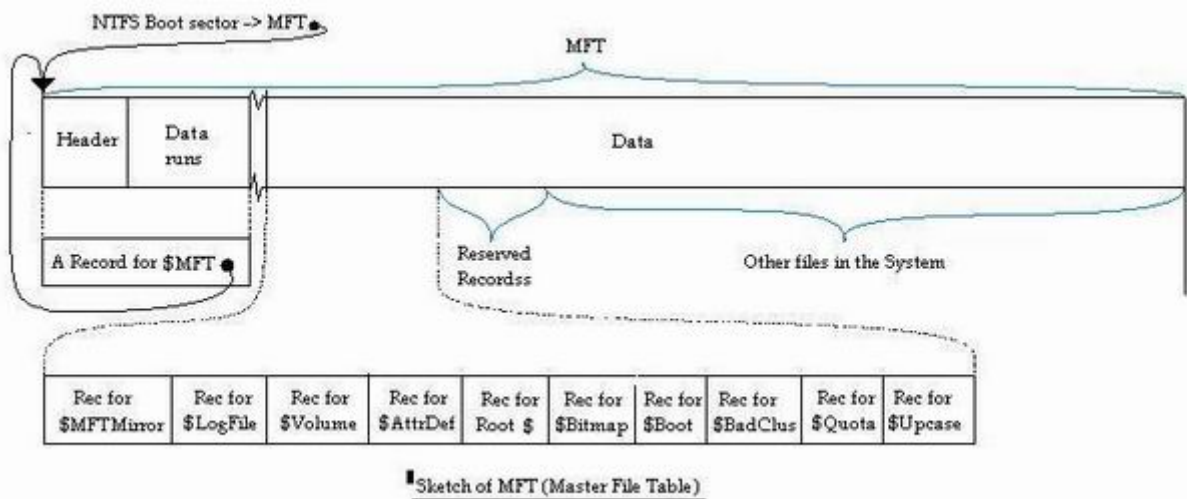 NTFS Boot sector -> MFT
MFT
Header
Data
runs
Data
A Record for $MFT
Reserved
Recordss
Other files in the System
Rec for
$MFTMirror
Rec for
$LogFile
Rec for
$Volume
Rec for
$AttrDef
Rec for
Root $
Rec for
$Bitmap
Rec for
$Boot
Rec for
$BadClus
Rec for
$Quota
Rec for
$Upcase
Sketch of MFT (Master File Table)